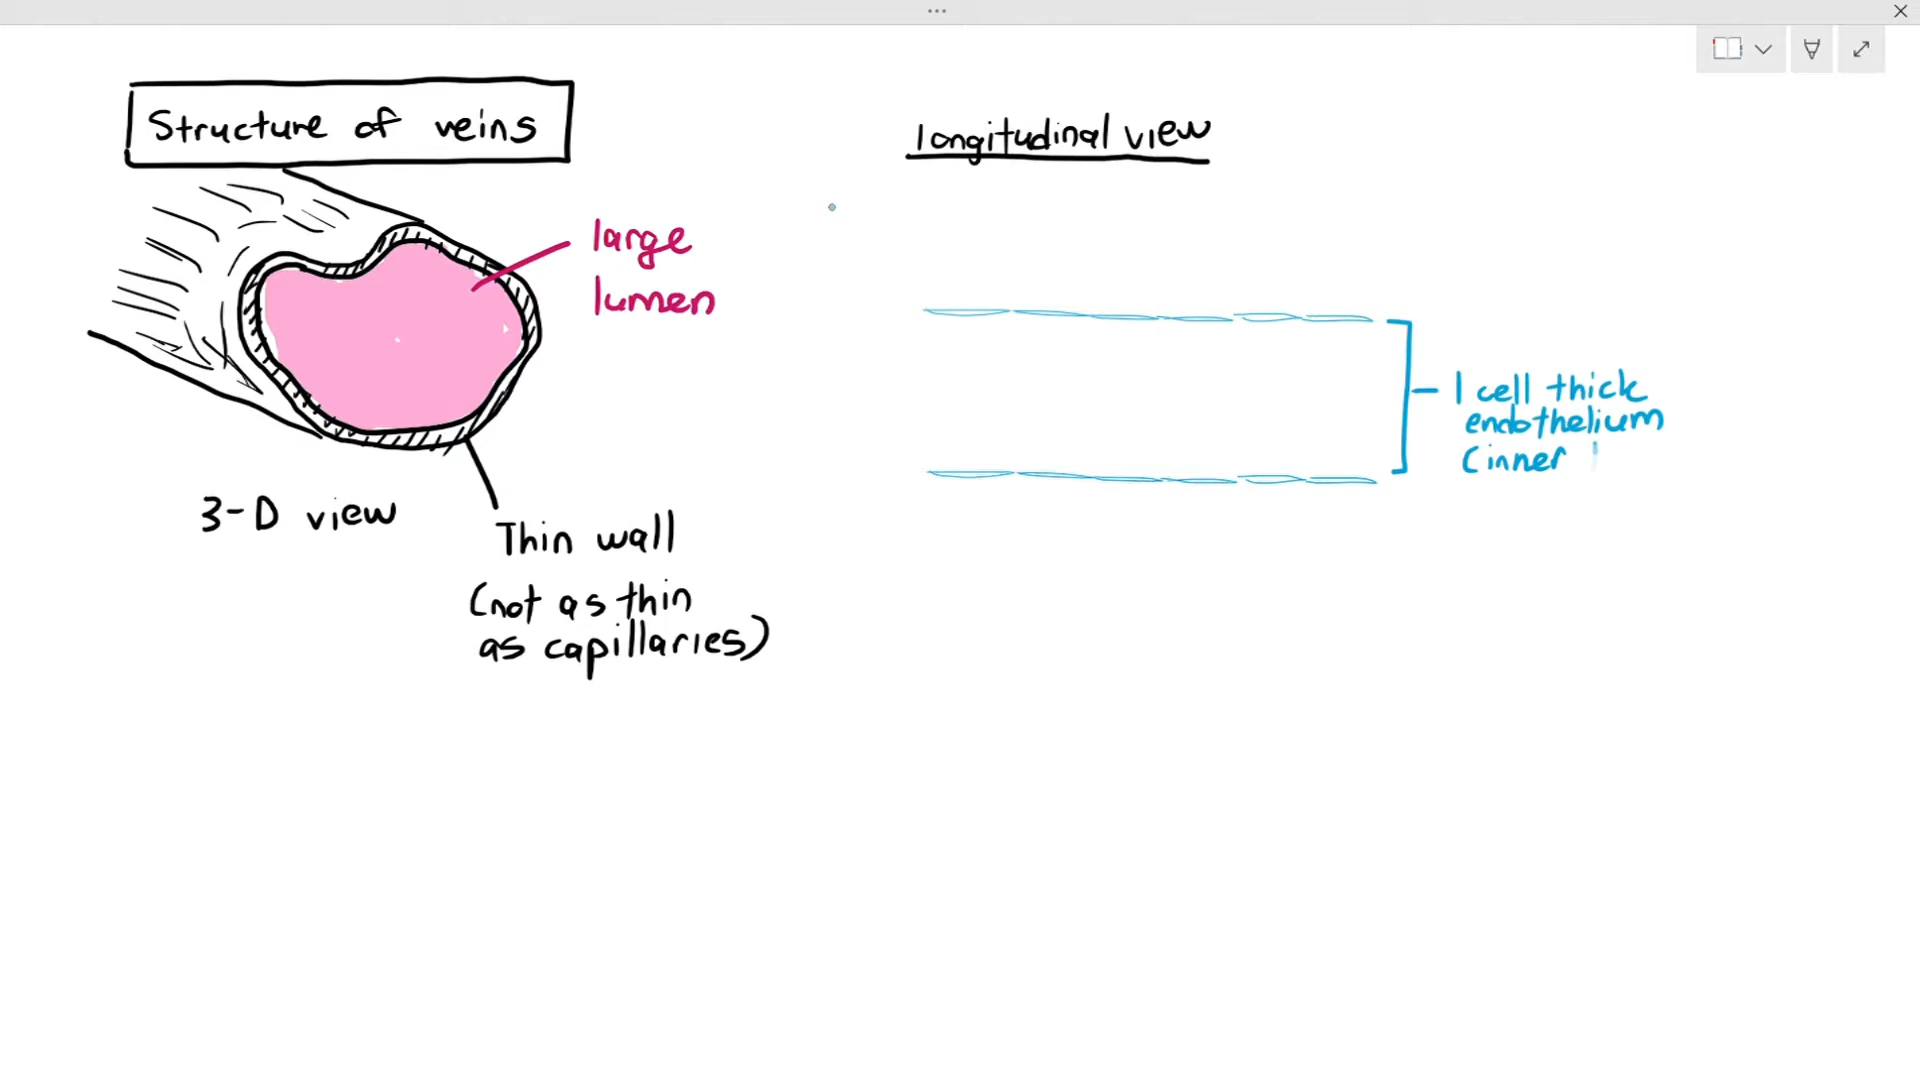 Structure of veins
large
lumen
3-D view
Thin wall
(not as thin
as capillaries)
longitudinal view
1 cell thick
endothelium
(inner